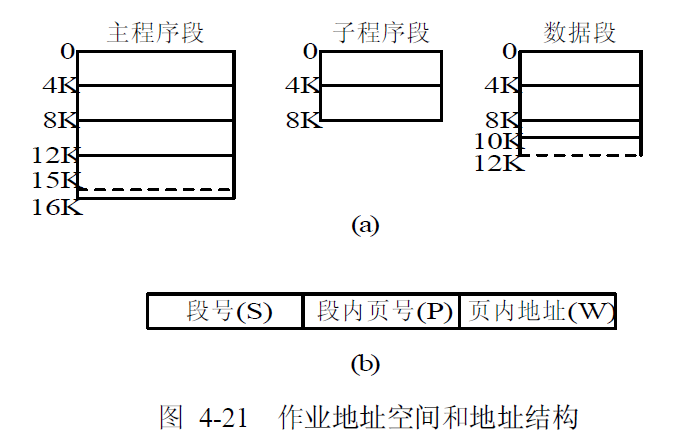 主程序段 子程序段 数据段
0 0 0
4K 4K 4K
8K 8K 8K
10K
12K 12K
15K
16K
(a)
段号(S) 段内页号(P) 页内地址(W)
(b)
图 4-21 作业地址空间和地址结构